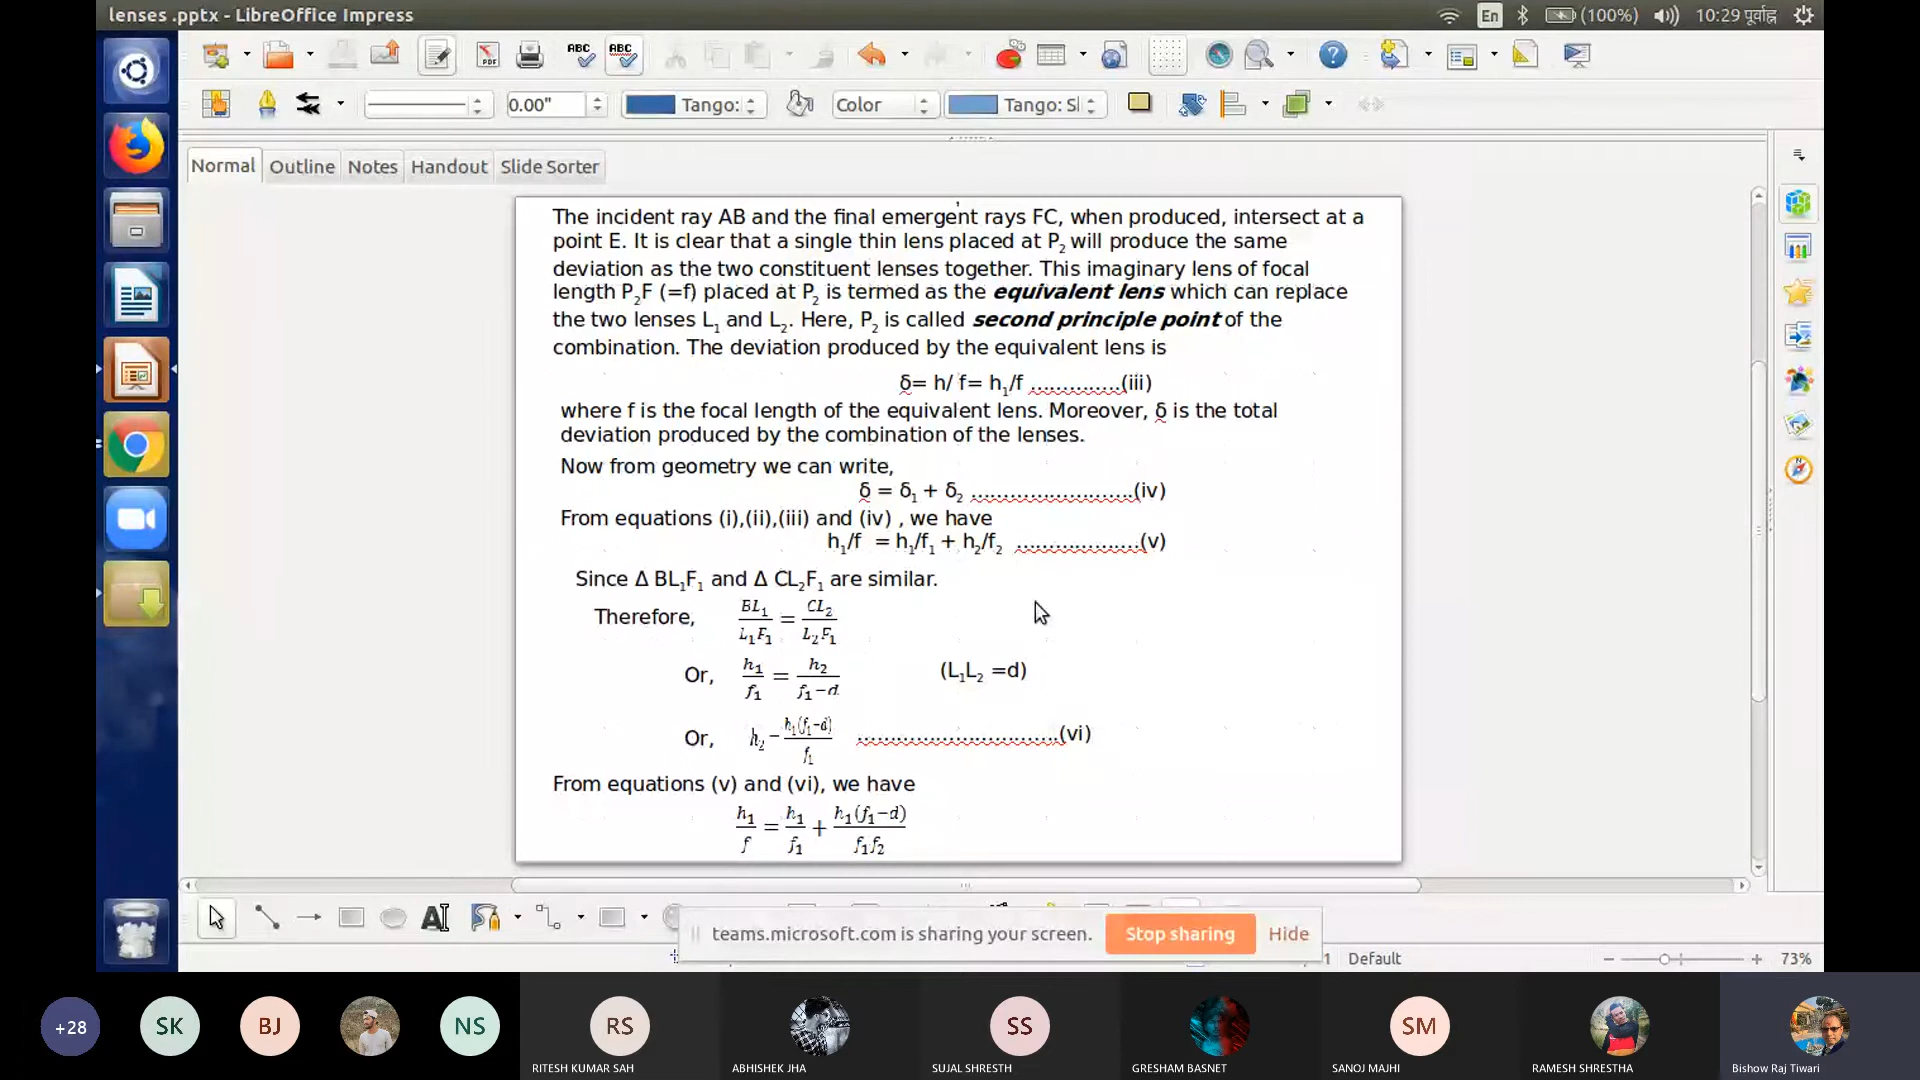 lenses .pptx - LibreOffice Impress
En (100%) 10:29 पूर्वाह्न
PDF ABC ABC
0.00" Tango: Color Tango: Sl
Normal Outline Notes Handout Slide Sorter
The incident ray AB and the final emergent rays FC, when produced, intersect at a
point E. It is clear that a single thin lens placed at P₂ will produce the same
deviation as the two constituent lenses together. This imaginary lens of focal
length P₂F (=f) placed at P₂ is termed as the equivalent lens which can replace
the two lenses L₁ and L₂. Here, P₂ is called second principle point of the
combination. The deviation produced by the equivalent lens is
δ= h/ f= h₁/f ..............(iii)
where f is the focal length of the equivalent lens. Moreover, δ is the total
deviation produced by the combination of the lenses.
Now from geometry we can write,
δ = δ₁ + δ₂ .........................(iv)
From equations (i),(ii),(iii) and (iv) , we have
h₁/f = h₁/f₁ + h₂/f₂ ...................(v)
Since Δ BL₁F₁ and Δ CL₂F₁ are similar.
Therefore, BL₁/L₁F₁ = CL₂/L₂F₁
Or, h₁/f₁ = h₂/(f₁−d) (L₁L₂ =d)
Or, h₂ − h₁(f₁−d)/f₁ ...............................(vi)
From equations (v) and (vi), we have
h₁/f = h₁/f₁ + h₁(f₁−d)/f₁f₂
teams.microsoft.com is sharing your screen. Stop sharing Hide
1 Default 73%
+28 SK BJ NS RS SS SM
RITESH KUMAR SAH ABHISHEK JHA SUJAL SHRESTH GRESHAM BASNET SANOJ MAJHI RAMESH SHRESTHA Bishow Raj Tiwari